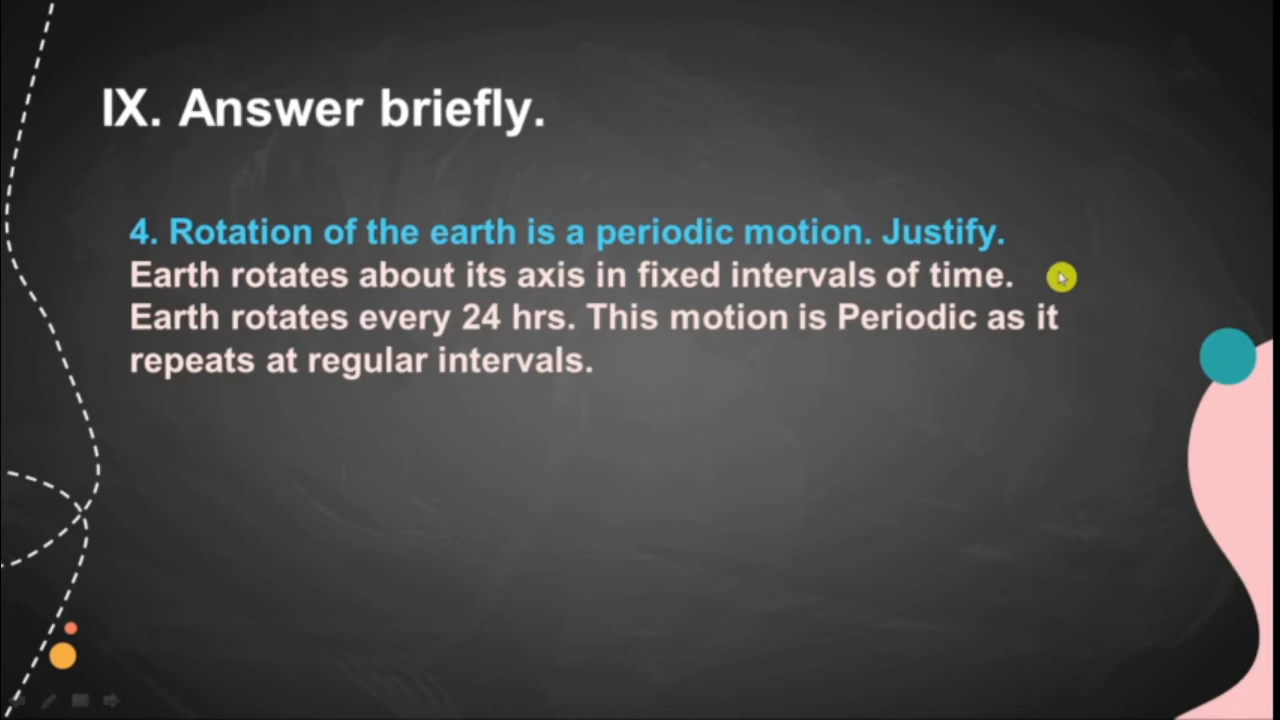 IX. Answer briefly.
4. Rotation of the earth is a periodic motion. Justify.
Earth rotates about its axis in fixed intervals of time.
Earth rotates every 24 hrs. This motion is Periodic as it
repeats at regular intervals.